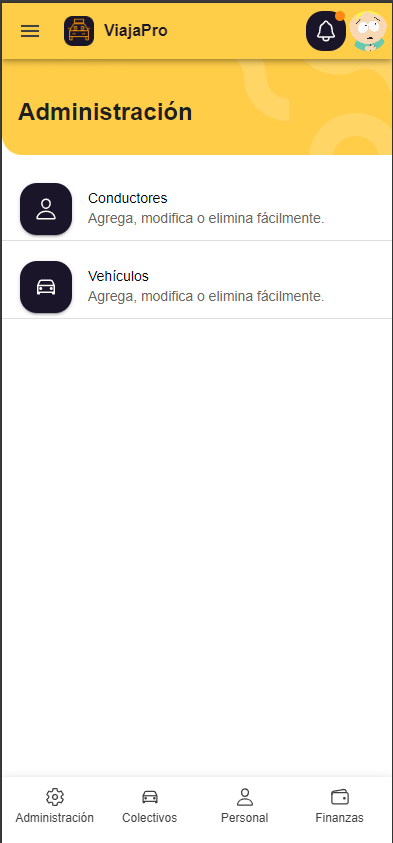 ViajaPro
Administración
Conductores
Agrega, modifica o elimina fácilmente.
Vehículos
Agrega, modifica o elimina fácilmente.
Administración
Colectivos
Personal
Finanzas